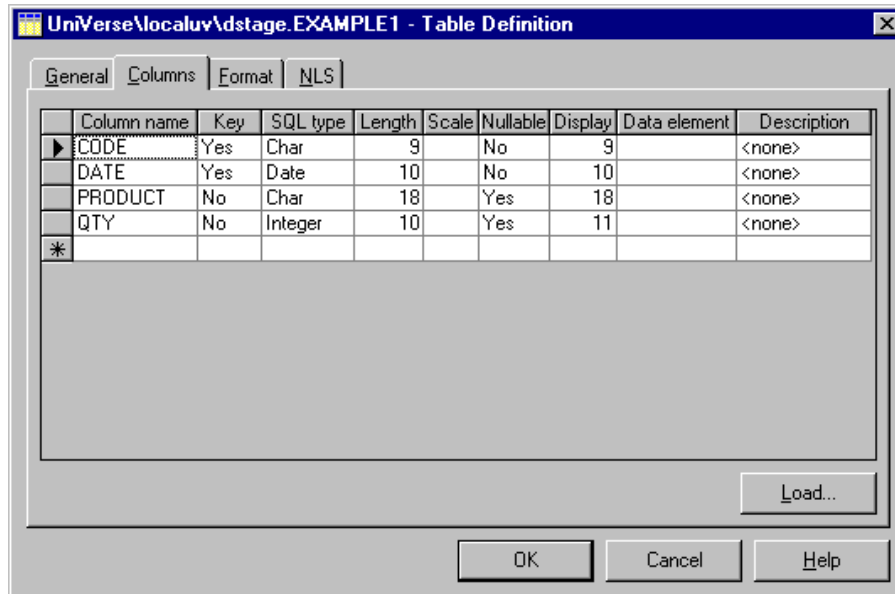 UniVerse\localuv\dstage.EXAMPLE1 - Table Definition
General Columns Format NLS
Column name Key SQL type Length Scale Nullable Display Data element Description
CODE Yes Char 9 No 9 <none>
DATE Yes Date 10 No 10 <none>
PRODUCT No Char 18 Yes 18 <none>
QTY No Integer 10 Yes 11 <none>
Load...
OK Cancel Help